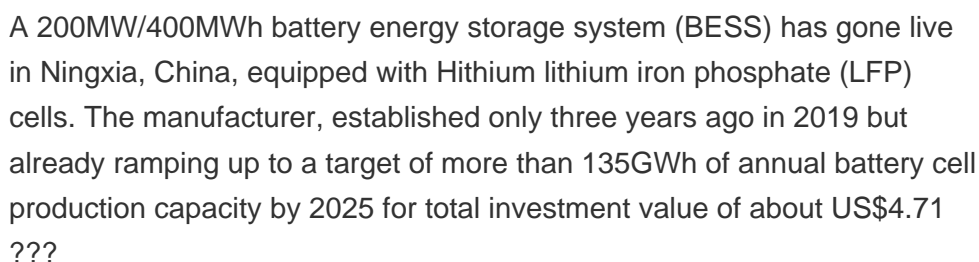 A 200MW/400MWh battery energy storage system (BESS) has gone live
in Ningxia, China, equipped with Hithium lithium iron phosphate (LFP)
cells. The manufacturer, established only three years ago in 2019 but
already ramping up to a target of more than 135GWh of annual battery cell
production capacity by 2025 for total investment value of about US$4.71
???